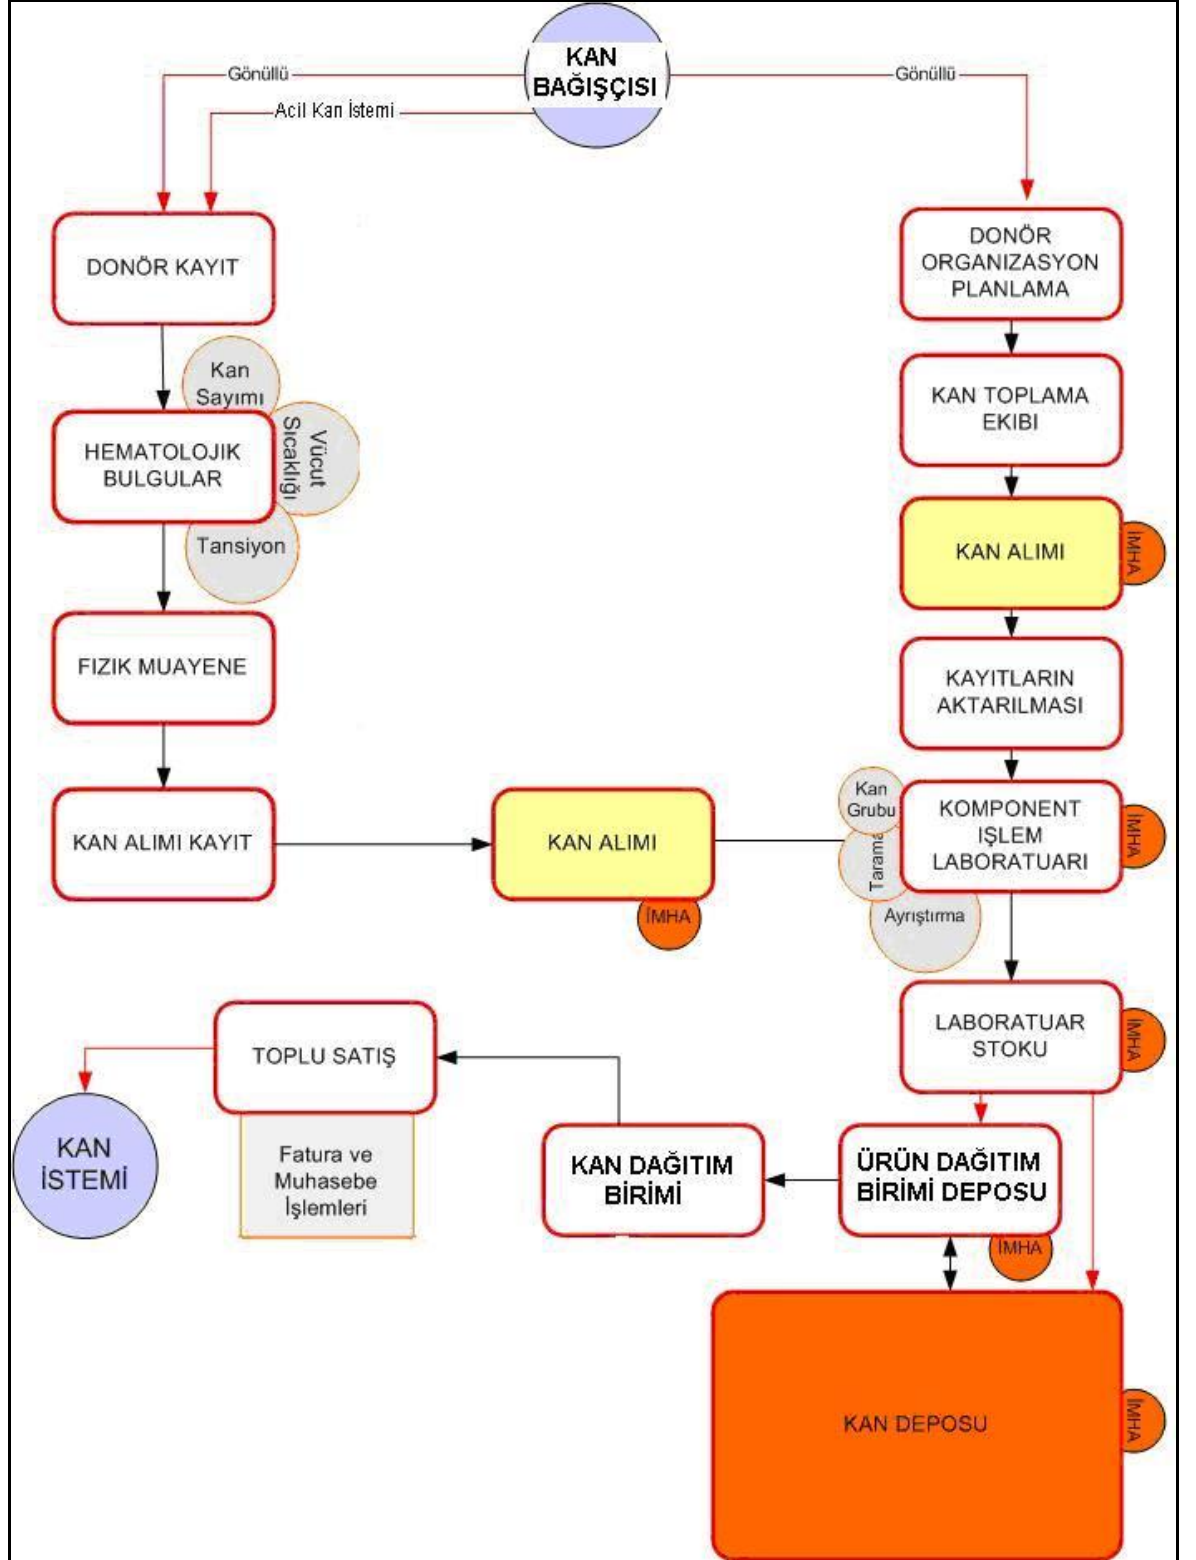 KAN
BAĞIŞÇISI
Gönüllü
Gönüllü
Acil Kan İstemi
DONÖR KAYIT
DONÖR
ORGANIZASYON
PLANLAMA
Kan
Sayımı
KAN TOPLAMA
EKIBI
HEMATOLOJIK
BULGULAR
Vücut
Sıcaklığı
Tansiyon
KAN ALIMI
İMHA
FIZIK MUAYENE
KAYITLARIN
AKTARILMASI
KAN ALIMI KAYIT
KAN ALIMI
İMHA
Kan
Grubu
Tarama
Ayrıştırma
KOMPONENT
IŞLEM
LABORATUARI
İMHA
LABORATUAR
STOKU
İMHA
TOPLU SATIŞ
Fatura ve
Muhasebe
İşlemleri
KAN
İSTEMİ
KAN DAĞITIM
BİRİMİ
ÜRÜN DAĞITIM
BİRİMİ DEPOSU
İMHA
KAN DEPOSU
İMHA